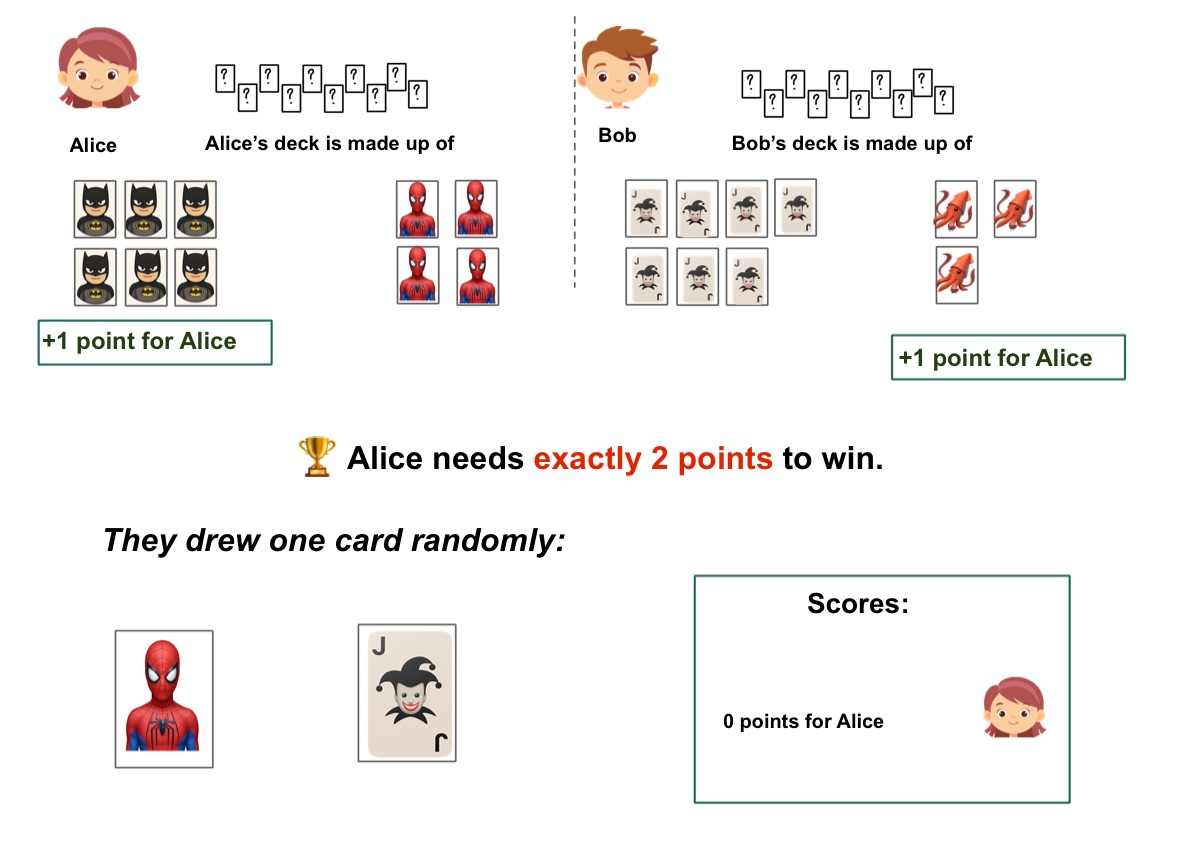 ? ? ? ? ? ? ? ? ? ?
? ? ? ? ? ? ? ? ? ?
Alice
Alice’s deck is made up of
Bob
Bob’s deck is made up of
J J J J J J J J
J J J J J J
+1 point for Alice
+1 point for Alice
🏆 Alice needs exactly 2 points to win.
They drew one card randomly:
J
J
Scores:
0 points for Alice